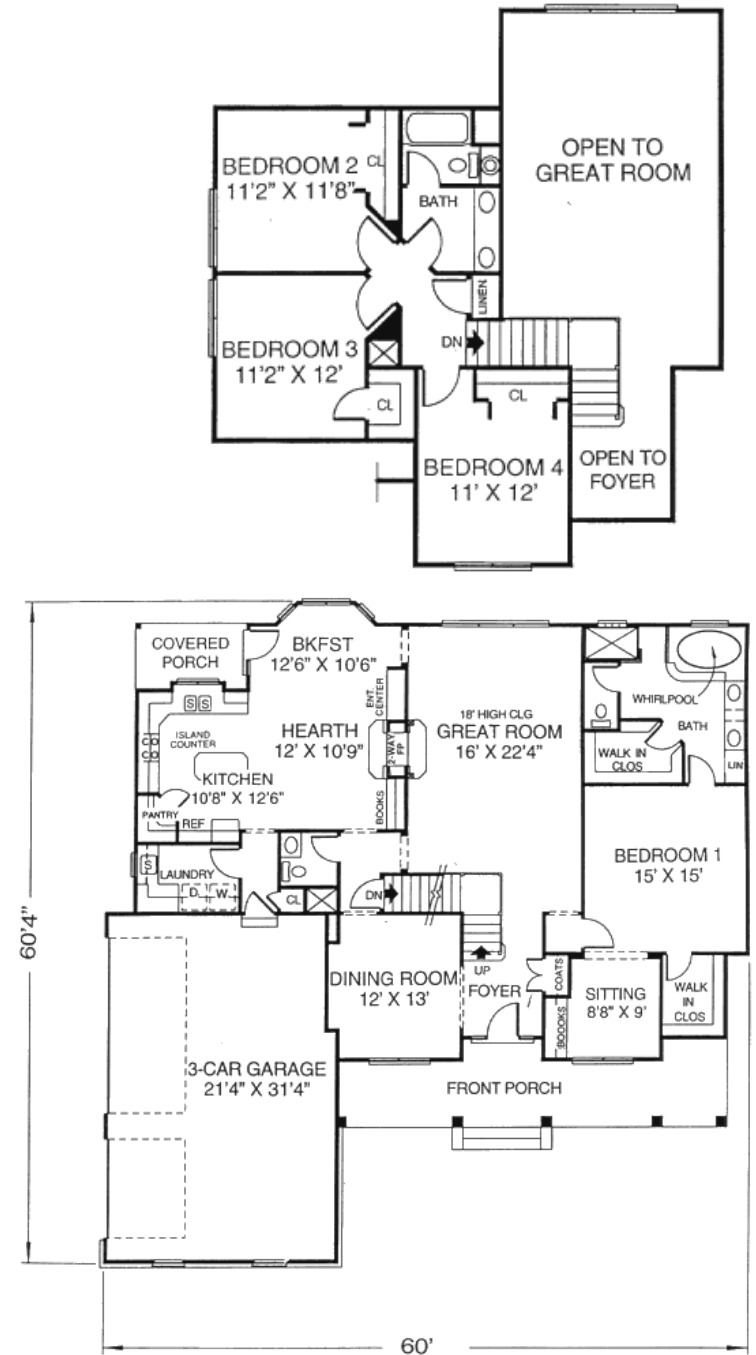 OPEN TO
GREAT ROOM
BEDROOM 2
11'2" X 11'8"
CL
BATH
LINEN
DN
BEDROOM 3
11'2" X 12'
CL
CL
BEDROOM 4
11' X 12'
OPEN TO
FOYER
COVERED
PORCH
BKFST
12'6" X 10'6"
ENT.
CENTER
S S
ISLAND
COUNTER
HEARTH
12' X 10'9"
2-WAY
FP
18' HIGH CLG
GREAT ROOM
16' X 22'4"
WHIRLPOOL
BATH
WALK IN
CLOS
LIN
KITCHEN
10'8" X 12'6"
PANTRY
REF
BOOKS
S
LAUNDRY
D
W
CL
DN
BEDROOM 1
15' X 15'
60'4"
DINING ROOM
12' X 13'
UP
FOYER
COATS
BOOOKS
SITTING
8'8" X 9'
WALK
IN
CLOS
3-CAR GARAGE
21'4" X 31'4"
FRONT PORCH
60'